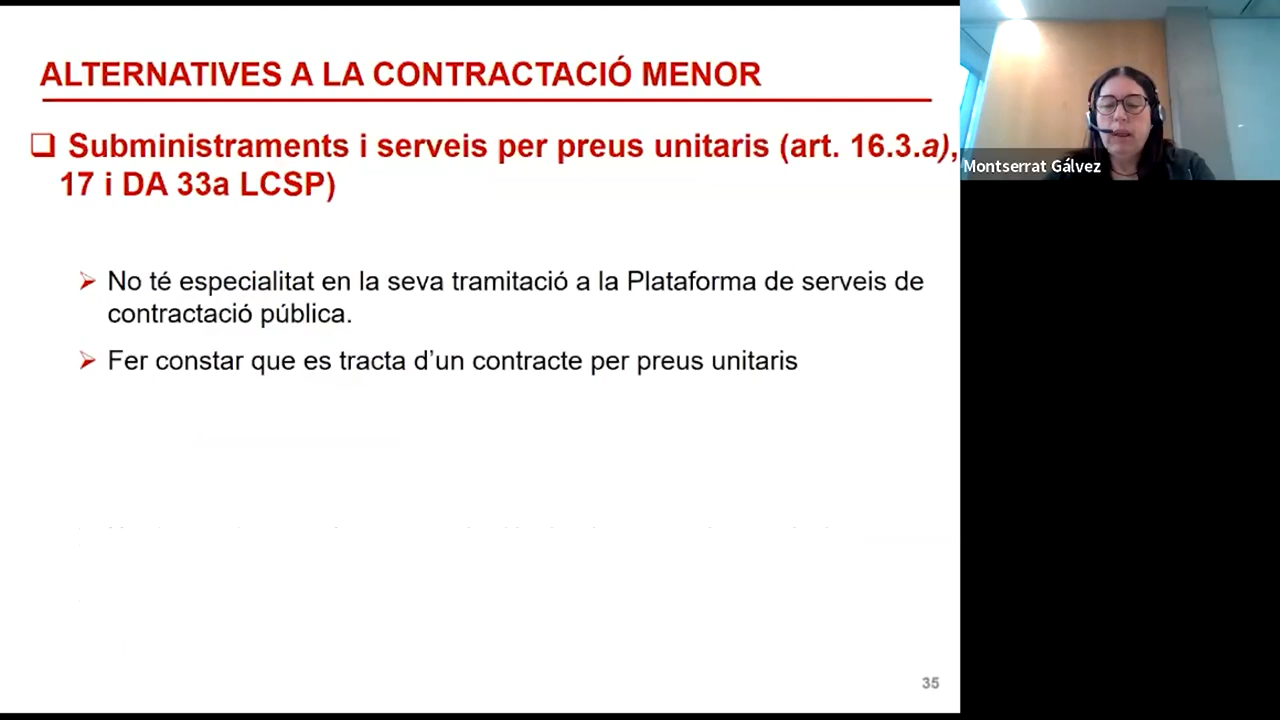 ALTERNATIVES A LA CONTRACTACIÓ MENOR
Subministraments i serveis per preus unitaris (art. 16.3.a),
17 i DA 33a LCSP)
No té especialitat en la seva tramitació a la Plataforma de serveis de
contractació pública.
Fer constar que es tracta d’un contracte per preus unitaris
35
Montserrat Gálvez